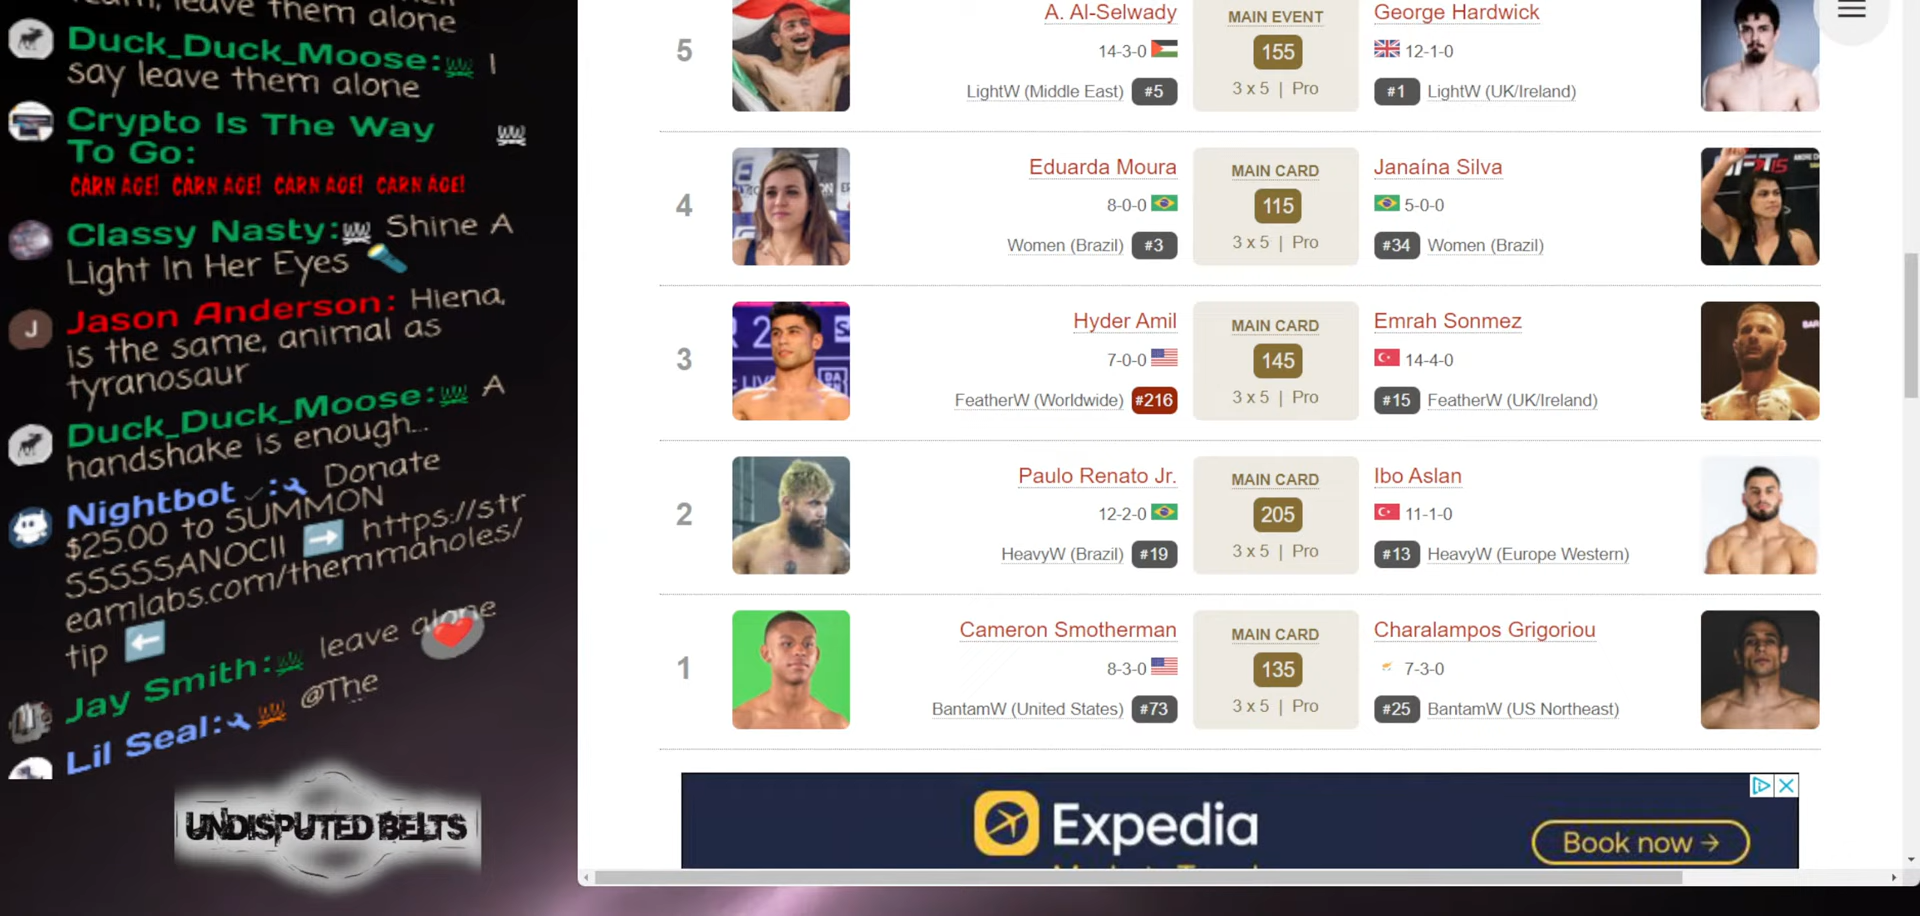 leave them alone
Duck_Duck_Moose: I
say leave them alone
Crypto Is The Way
To Go:
CARNAGE! CARNAGE! CARNAGE! CARNAGE!
Classy Nasty: Shine A
Light In Her Eyes
Jason Anderson: Hiena,
is the same, animal as
tyranosaur
Duck_Duck_Moose: A
handshake is enough...
Nightbot: Donate
$25.00 to SUMMON
SSSSSANOCII https://str
eamlabs.com/themmaholes/
tip
Jay Smith: leave alone
Lil Seal: @The
J
UNDISPUTED BELTS
5
A. Al-Selwady
14-3-0
LightW (Middle East) #5
MAIN EVENT
155
3 x 5 | Pro
George Hardwick
12-1-0
#1 LightW (UK/Ireland)
4
Eduarda Moura
8-0-0
Women (Brazil) #3
MAIN CARD
115
3 x 5 | Pro
Janaína Silva
5-0-0
#34 Women (Brazil)
3
Hyder Amil
7-0-0
FeatherW (Worldwide) #216
MAIN CARD
145
3 x 5 | Pro
Emrah Sonmez
14-4-0
#15 FeatherW (UK/Ireland)
2
Paulo Renato Jr.
12-2-0
HeavyW (Brazil) #19
MAIN CARD
205
3 x 5 | Pro
Ibo Aslan
11-1-0
#13 HeavyW (Europe Western)
1
Cameron Smotherman
8-3-0
BantamW (United States) #73
MAIN CARD
135
3 x 5 | Pro
Charalampos Grigoriou
7-3-0
#25 BantamW (US Northeast)
Expedia
Book now →